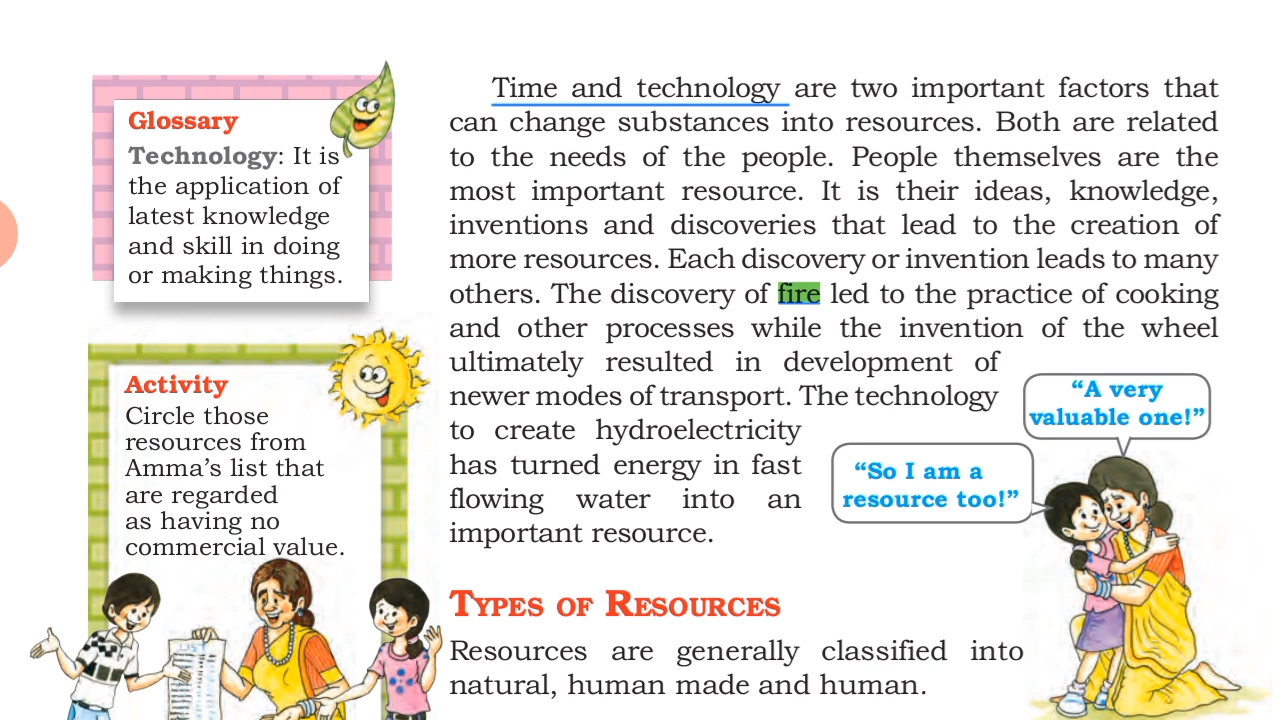 Glossary
Technology: It is
the application of
latest knowledge
and skill in doing
or making things.
Activity
Circle those
resources from
Amma's list that
are regarded
as having no
commercial value.
LIST
Time and technology are two important factors that
can change substances into resources. Both are related
to the needs of the people. People themselves are the
most important resource. It is their ideas, knowledge,
inventions and discoveries that lead to the creation of
more resources. Each discovery or invention leads to many
others. The discovery of fire led to the practice of cooking
and other processes while the invention of the wheel
ultimately resulted in development of
newer modes of transport. The technology
to create hydroelectricity
has turned energy in fast
flowing water into an
important resource.
"A very
valuable one!"
"So I am a
resource too!"
TYPES OF RESOURCES
Resources are generally classified into
natural, human made and human.